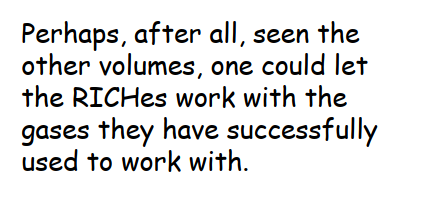 Perhaps, after all, seen the
other volumes, one could let
the RICHes work with the
gases they have successfully
used to work with.